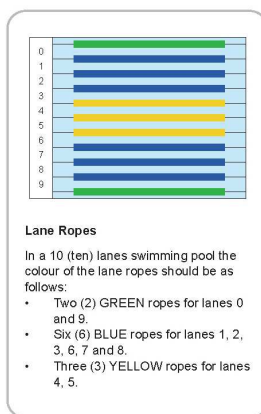 0
1
2
3
4
5
6
7
8
9
Lane Ropes
In a 10 (ten) lanes swimming pool the
colour of the lane ropes should be as
follows:
• Two (2) GREEN ropes for lanes 0
and 9.
• Six (6) BLUE ropes for lanes 1, 2,
3, 6, 7 and 8.
• Three (3) YELLOW ropes for lanes
4, 5.